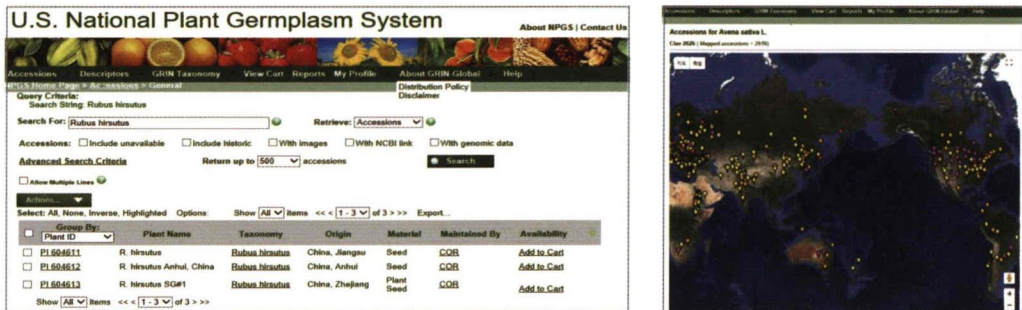 U.S. National Plant Germplasm System
About NPGS | Contact Us
Accessions Descriptors GRIN Taxonomy View Cart Reports My Profile About GRIN-Global Help
NPGS Home Page > Accessions > General
Distribution Policy
Disclaimer
Query Criteria:
Search String: Rubus hirsutus
Search For: Rubus hirsutus Retrieve: Accessions
Accessions: Include unavailable Include historic With images With NCBI link With genomic data
Advanced Search Criteria Return up to 500 accessions Search
Allow Multiple Lines
Actions...
Select: All, None, Inverse, Highlighted Options: Show All items << < 1 - 3 of 3 > >> Export...
Group By:
Plant ID Plant Name Taxonomy Origin Material Maintained By Availability
PI 604611 R. hirsutus Rubus hirsutus China, Jiangsu Seed COR Add to Cart
PI 604612 R. hirsutus Anhui, China Rubus hirsutus China, Anhui Seed COR Add to Cart
PI 604613 R. hirsutus SG#1 Rubus hirsutus China, Zhejiang Plant Seed COR Add to Cart
Show All items << < 1 - 3 of 3 > >>
Accessions Descriptors GRIN Taxonomy View Cart Reports My Profile About GRIN-Global Help
Accessions for Avena sativa L.